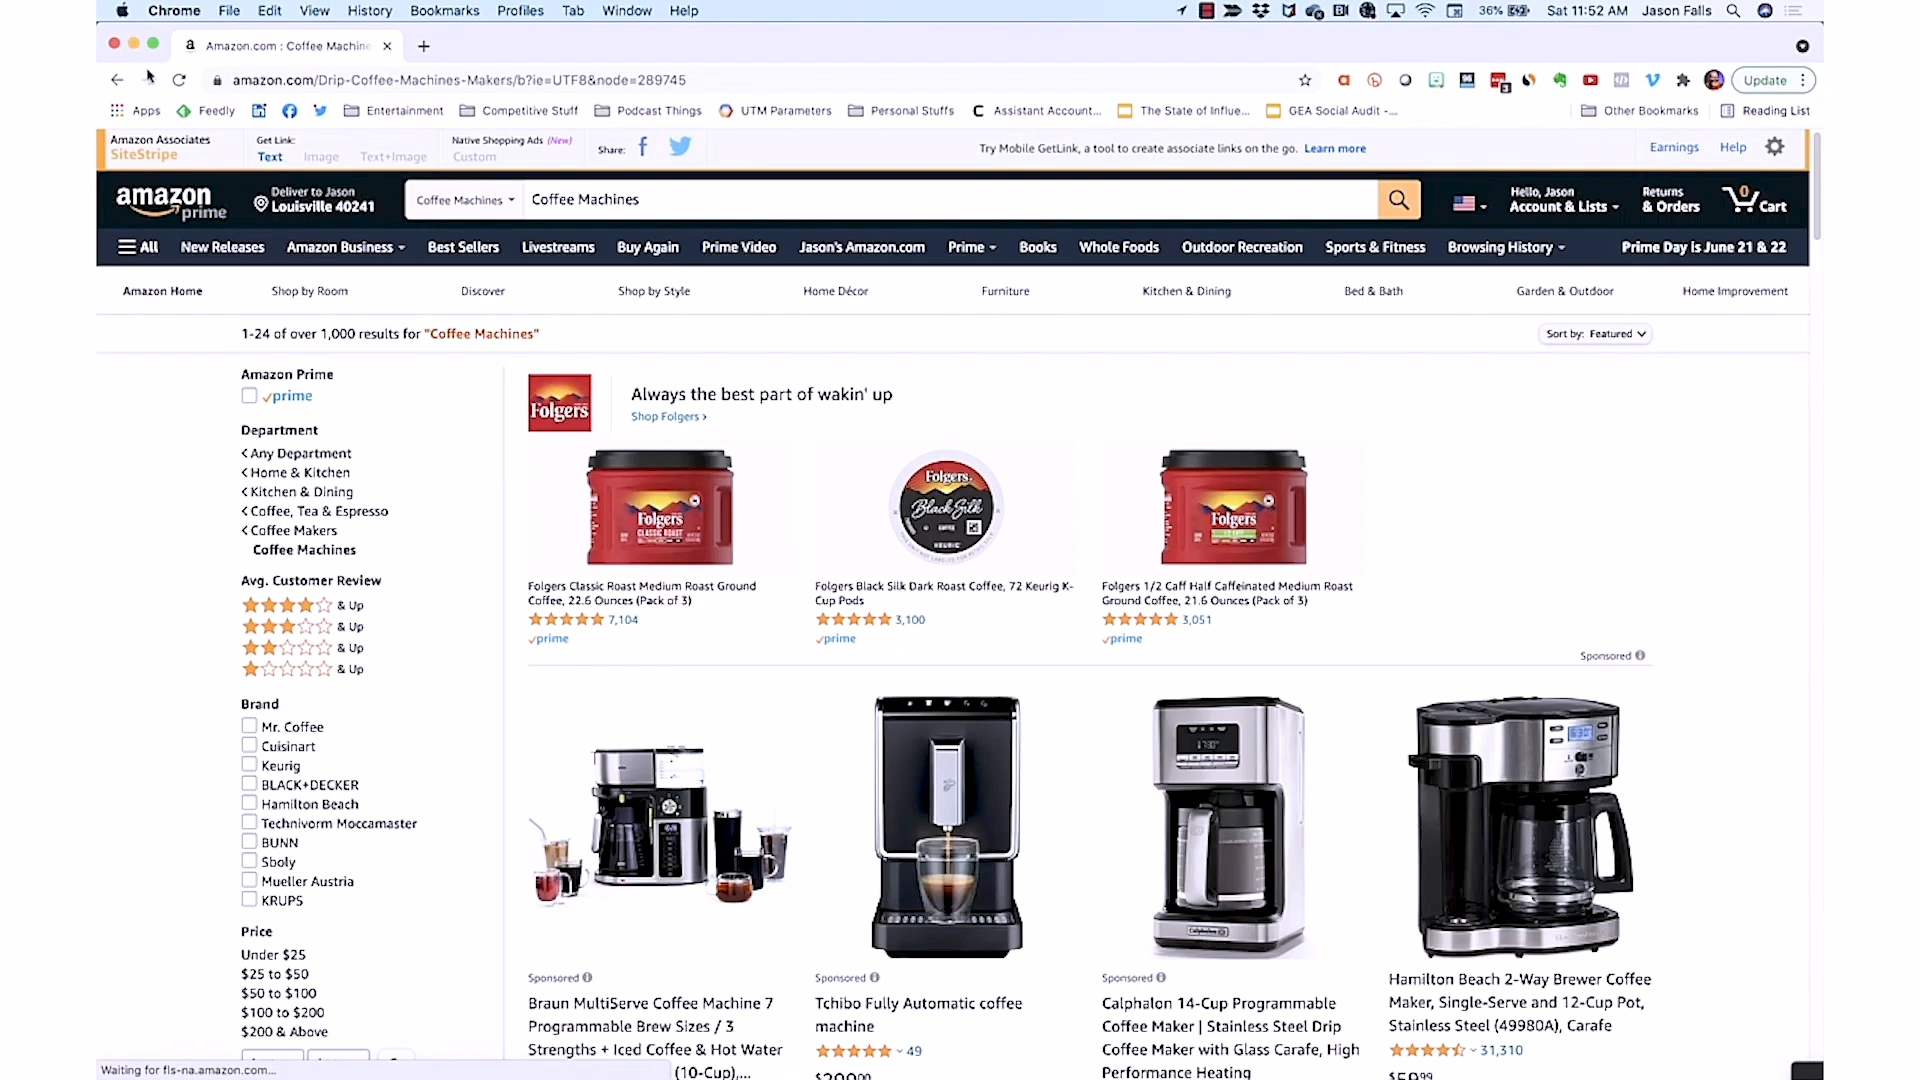 Chrome File Edit View History Bookmarks Profiles Tab Window Help
36% Sat 11:52 AM Jason Falls
Amazon.com : Coffee Machine
amazon.com/Drip-Coffee-Machines-Makers/b?ie=UTF8&node=289745
Update
Apps Feedly Entertainment Competitive Stuff Podcast Things UTM Parameters Personal Stuffs Assistant Account... The State of Influe... GEA Social Audit -... Other Bookmarks Reading List
Amazon Associates
SiteStripe
Get Link:
Text Image Text+Image
Native Shopping Ads (New)
Custom
Share:
Try Mobile GetLink, a tool to create associate links on the go. Learn more
Earnings Help
amazon prime
Deliver to Jason
Louisville 40241
Coffee Machines
Coffee Machines
Hello, Jason
Account & Lists
Returns
& Orders
0
Cart
All New Releases Amazon Business Best Sellers Livestreams Buy Again Prime Video Jason's Amazon.com Prime Books Whole Foods Outdoor Recreation Sports & Fitness Browsing History Prime Day is June 21 & 22
Amazon Home Shop by Room Discover Shop by Style Home Décor Furniture Kitchen & Dining Bed & Bath Garden & Outdoor Home Improvement
1-24 of over 1,000 results for "Coffee Machines"
Sort by: Featured
Amazon Prime
prime
Department
Any Department
Home & Kitchen
Kitchen & Dining
Coffee, Tea & Espresso
Coffee Makers
Coffee Machines
Avg. Customer Review
& Up
& Up
& Up
& Up
Brand
Mr. Coffee
Cuisinart
Keurig
BLACK+DECKER
Hamilton Beach
Technivorm Moccamaster
BUNN
Sboly
Mueller Austria
KRUPS
Price
Under $25
$25 to $50
$50 to $100
$100 to $200
$200 & Above
Folgers
Always the best part of wakin' up
Shop Folgers ›
Folgers
CLASSIC ROAST
Folgers
Black Silk
COFFEE
KEURIG
Folgers
Folgers Classic Roast Medium Roast Ground
Coffee, 22.6 Ounces (Pack of 3)
7,104
prime
Folgers Black Silk Dark Roast Coffee, 72 Keurig K-
Cup Pods
3,100
prime
Folgers 1/2 Caff Half Caffeinated Medium Roast
Ground Coffee, 21.6 Ounces (Pack of 3)
3,051
prime
Sponsored
Sponsored
Braun MultiServe Coffee Machine 7
Programmable Brew Sizes / 3
Strengths + Iced Coffee & Hot Water
(10-Cup),...
Sponsored
Tchibo Fully Automatic coffee
machine
49
Sponsored
Calphalon 14-Cup Programmable
Coffee Maker | Stainless Steel Drip
Coffee Maker with Glass Carafe, High
Performance Heating
Hamilton Beach 2-Way Brewer Coffee
Maker, Single-Serve and 12-Cup Pot,
Stainless Steel (49980A), Carafe
31,310
Waiting for fls-na.amazon.com...